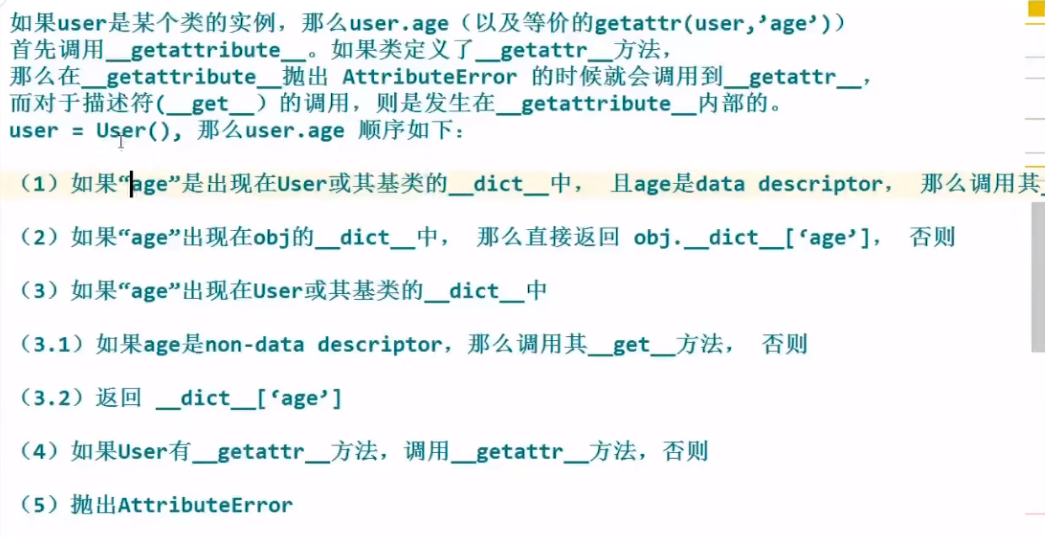 如果user是某个类的实例，那么user.age（以及等价的getattr(user,’age’)）
首先调用__getattribute__。如果类定义了__getattr__方法，
那么在__getattribute__抛出 AttributeError 的时候就会调用到__getattr__，
而对于描述符(__get__）的调用，则是发生在__getattribute__内部的。
user = User(), 那么user.age 顺序如下：
（1）如果“age”是出现在User或其基类的__dict__中， 且age是data descriptor， 那么调用其_
（2）如果“age”出现在obj的__dict__中， 那么直接返回 obj.__dict__[‘age’]， 否则
（3）如果“age”出现在User或其基类的__dict__中
（3.1）如果age是non-data descriptor，那么调用其__get__方法， 否则
（3.2）返回 __dict__[‘age’]
（4）如果User有__getattr__方法，调用__getattr__方法，否则
（5）抛出AttributeError